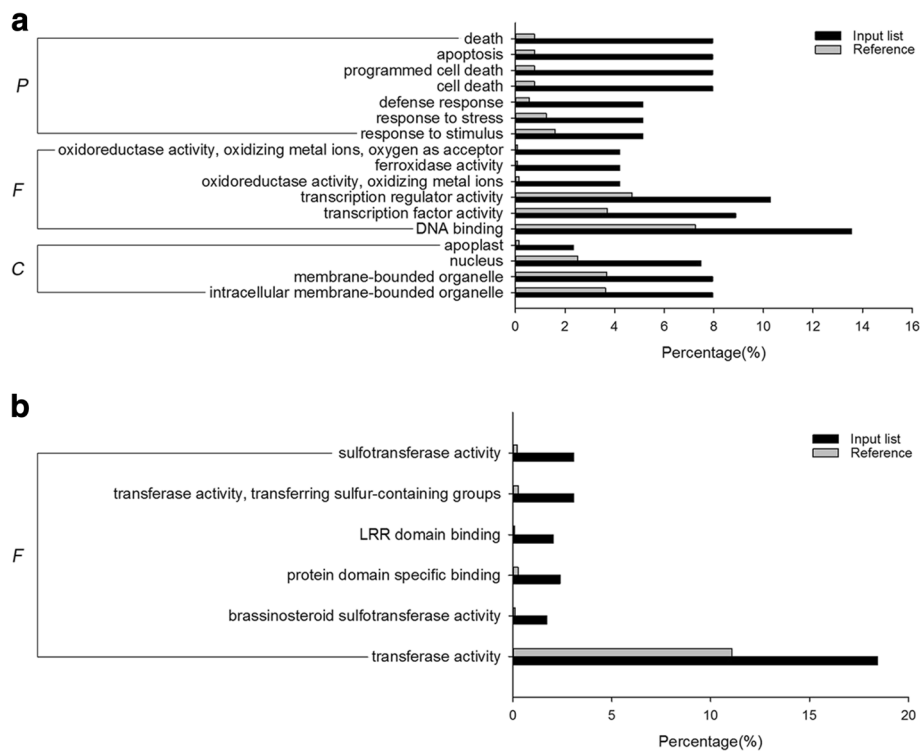 a
Input list
Reference
P
death
apoptosis
programmed cell death
cell death
defense response
response to stress
response to stimulus
F
oxidoreductase activity, oxidizing metal ions, oxygen as acceptor
ferroxidase activity
oxidoreductase activity, oxidizing metal ions
transcription regulator activity
transcription factor activity
DNA binding
C
apoplast
nucleus
membrane-bounded organelle
intracellular membrane-bounded organelle
0 2 4 6 8 10 12 14 16
Percentage(%)
b
Input list
Reference
F
sulfotransferase activity
transferase activity, transferring sulfur-containing groups
LRR domain binding
protein domain specific binding
brassinosteroid sulfotransferase activity
transferase activity
0 5 10 15 20
Percentage(%)